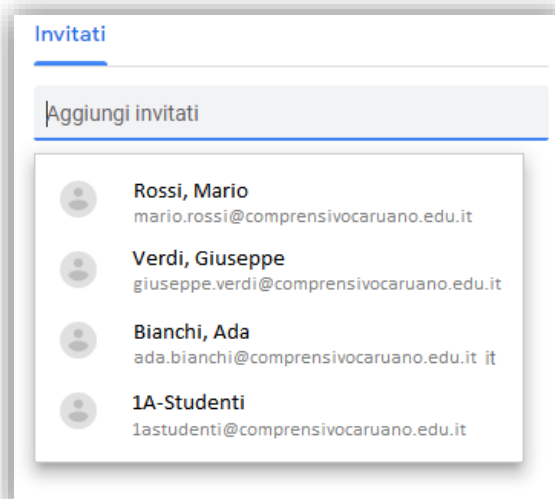 Invitati
Aggiungi invitati
Rossi, Mario
mario.rossi@comprensivocaruano.edu.it
Verdi, Giuseppe
giuseppe.verdi@comprensivocaruano.edu.it
Bianchi, Ada
ada.bianchi@comprensivocaruano.edu.it it
1A-Studenti
1astudenti@comprensivocaruano.edu.it